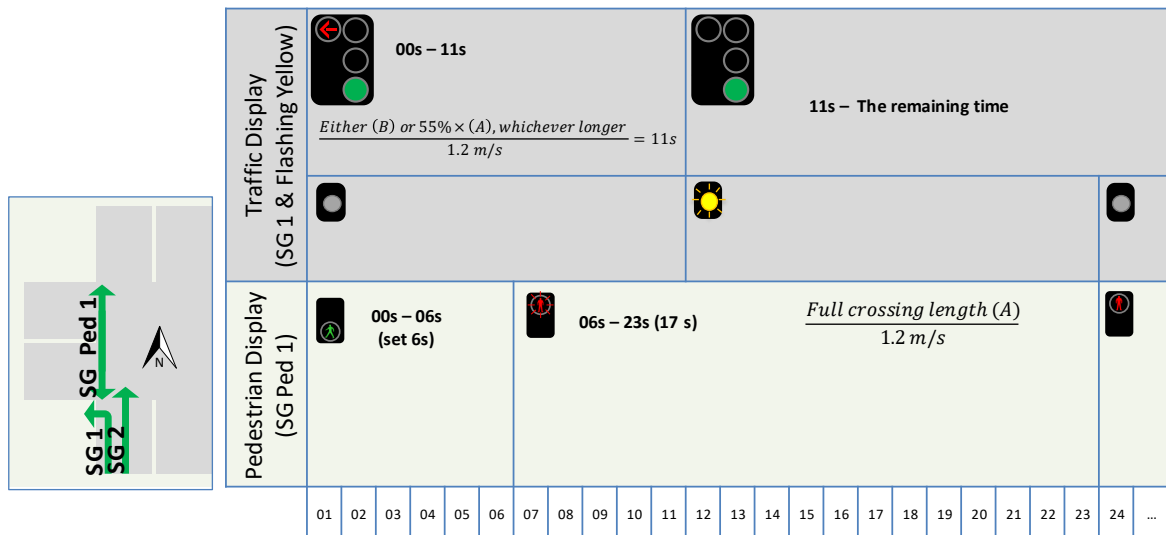 Traffic Display
(SG 1 & Flashing Yellow)
00s – 11s
Either (B) or 55% × (A), whichever longer
1.2 m/s
= 11s
11s – The remaining time
Pedestrian Display
(SG Ped 1)
00s – 06s
(set 6s)
06s – 23s (17 s)
Full crossing length (A)
1.2 m/s
SG Ped 1
SG 1
SG 2
N
01 02 03 04 05 06 07 08 09 10 11 12 13 14 15 16 17 18 19 20 21 22 23 24 ...